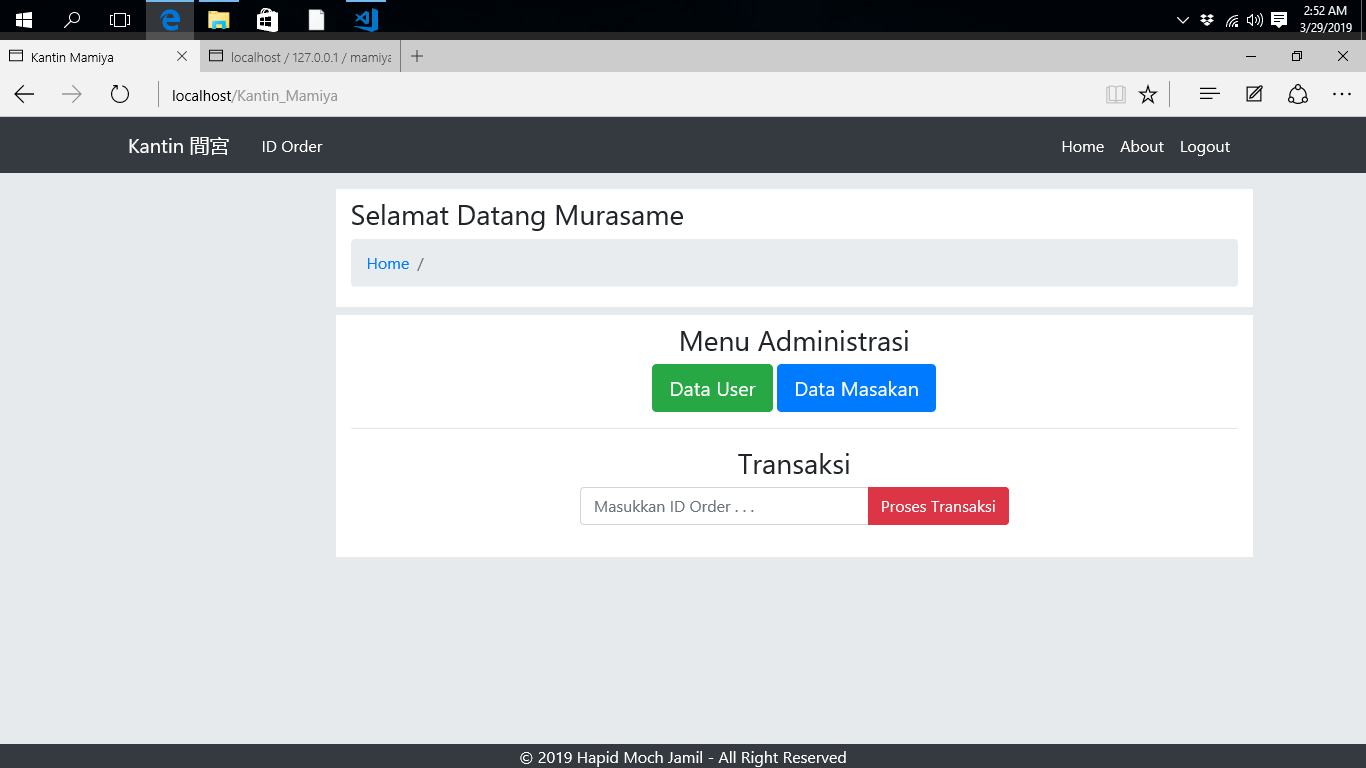 2:52 AM
3/29/2019
Kantin Mamiya
localhost / 127.0.0.1 / mamiya
localhost/Kantin_Mamiya
Kantin 間宮 ID Order Home About Logout
Selamat Datang Murasame
Home /
Menu Administrasi
Data User Data Masakan
Transaksi
Masukkan ID Order . . . Proses Transaksi
© 2019 Hapid Moch Jamil - All Right Reserved